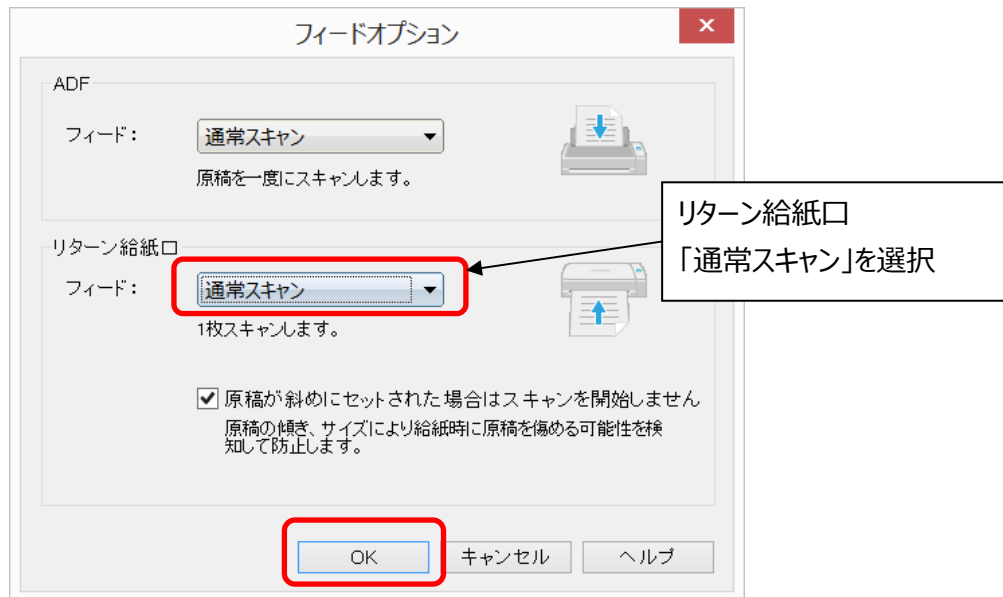 フィードオプション
ADF
フィード：
通常スキャン
原稿を一度にスキャンします。
リターン給紙口
「通常スキャン」を選択
リターン給紙口
フィード：
通常スキャン
1枚スキャンします。
原稿が斜めにセットされた場合はスキャンを開始しません
原稿の傾き、サイズにより給紙時に原稿を傷める可能性を検
知して防止します。
OK
キャンセル
ヘルプ